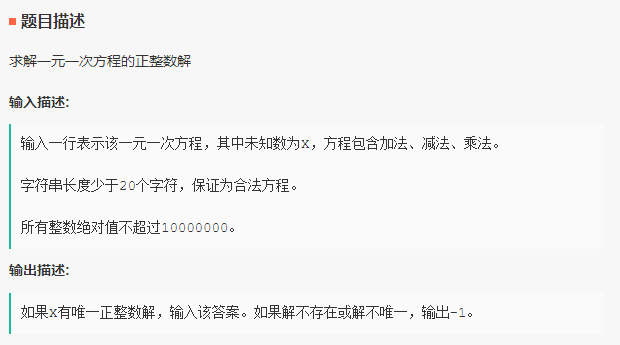 题目描述
求解一元一次方程的正整数解
输入描述:
输入一行表示该一元一次方程，其中未知数为X，方程包含加法、减法、乘法。
字符串长度少于20个字符，保证为合法方程。
所有整数绝对值不超过10000000。
输出描述:
如果x有唯一正整数解，输入该答案。如果解不存在或解不唯一，输出-1。